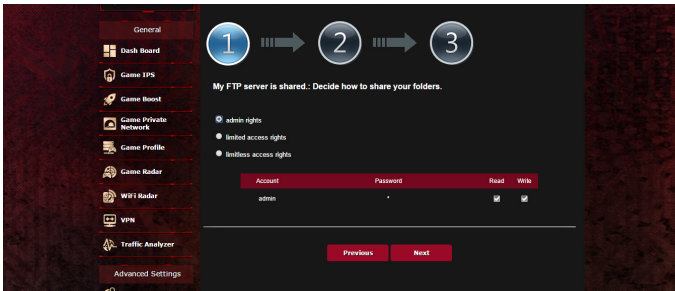 General
Dash Board
Game IPS
Game Boost
Game Private
Network
Game Profile
Game Radar
WiFi Radar
VPN
Traffic Analyzer
Advanced Settings
1 2 3
My FTP server is shared.: Decide how to share your folders.
admin rights
limited access rights
limitless access rights
Account Password Read Write
admin *
Previous Next